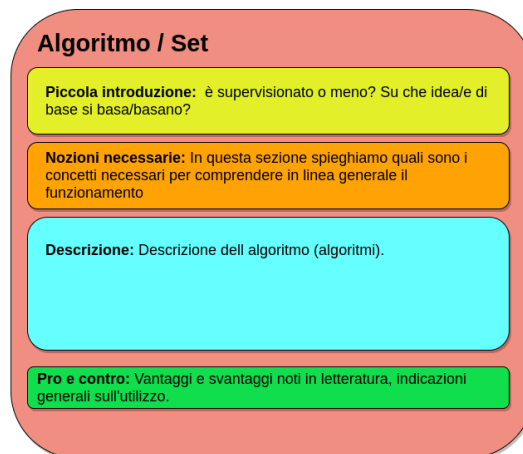 Algoritmo / Set
Piccola introduzione: è supervisionato o meno? Su che idea/e di
base si basa/basano?
Nozioni necessarie: In questa sezione spieghiamo quali sono i
concetti necessari per comprendere in linea generale il
funzionamento
Descrizione: Descrizione dell algoritmo (algoritmi).
Pro e contro: Vantaggi e svantaggi noti in letteratura, indicazioni
generali sull'utilizzo.